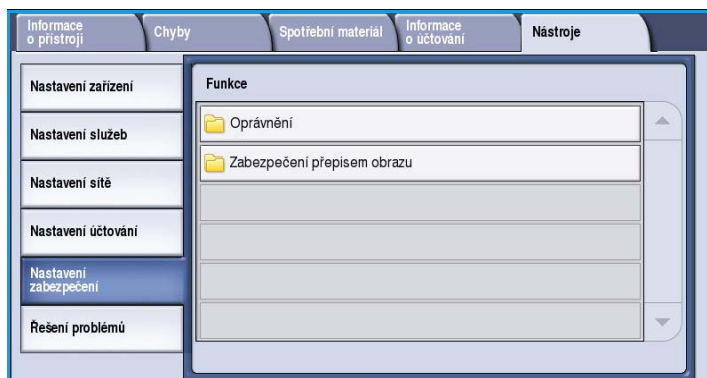 Informace
o přístroji
Chyby
Spotřební materiál
Informace
o účtování
Nástroje
Nastavení zařízení
Nastavení služeb
Nastavení sítě
Nastavení účtování
Nastavení
zabezpečení
Řešení problémů
Funkce
Oprávnění
Zabezpečení přepisem obrazu